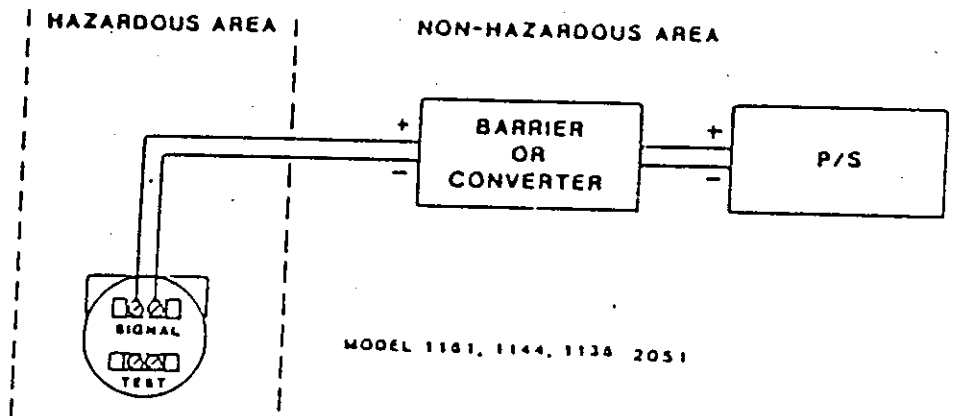 HAZARDOUS AREA
NON-HAZARDOUS AREA
+
BARRIER
OR
CONVERTER
-
+
P/S
-
SIGNAL
TEST
MODEL 1151, 1144, 1135 2051